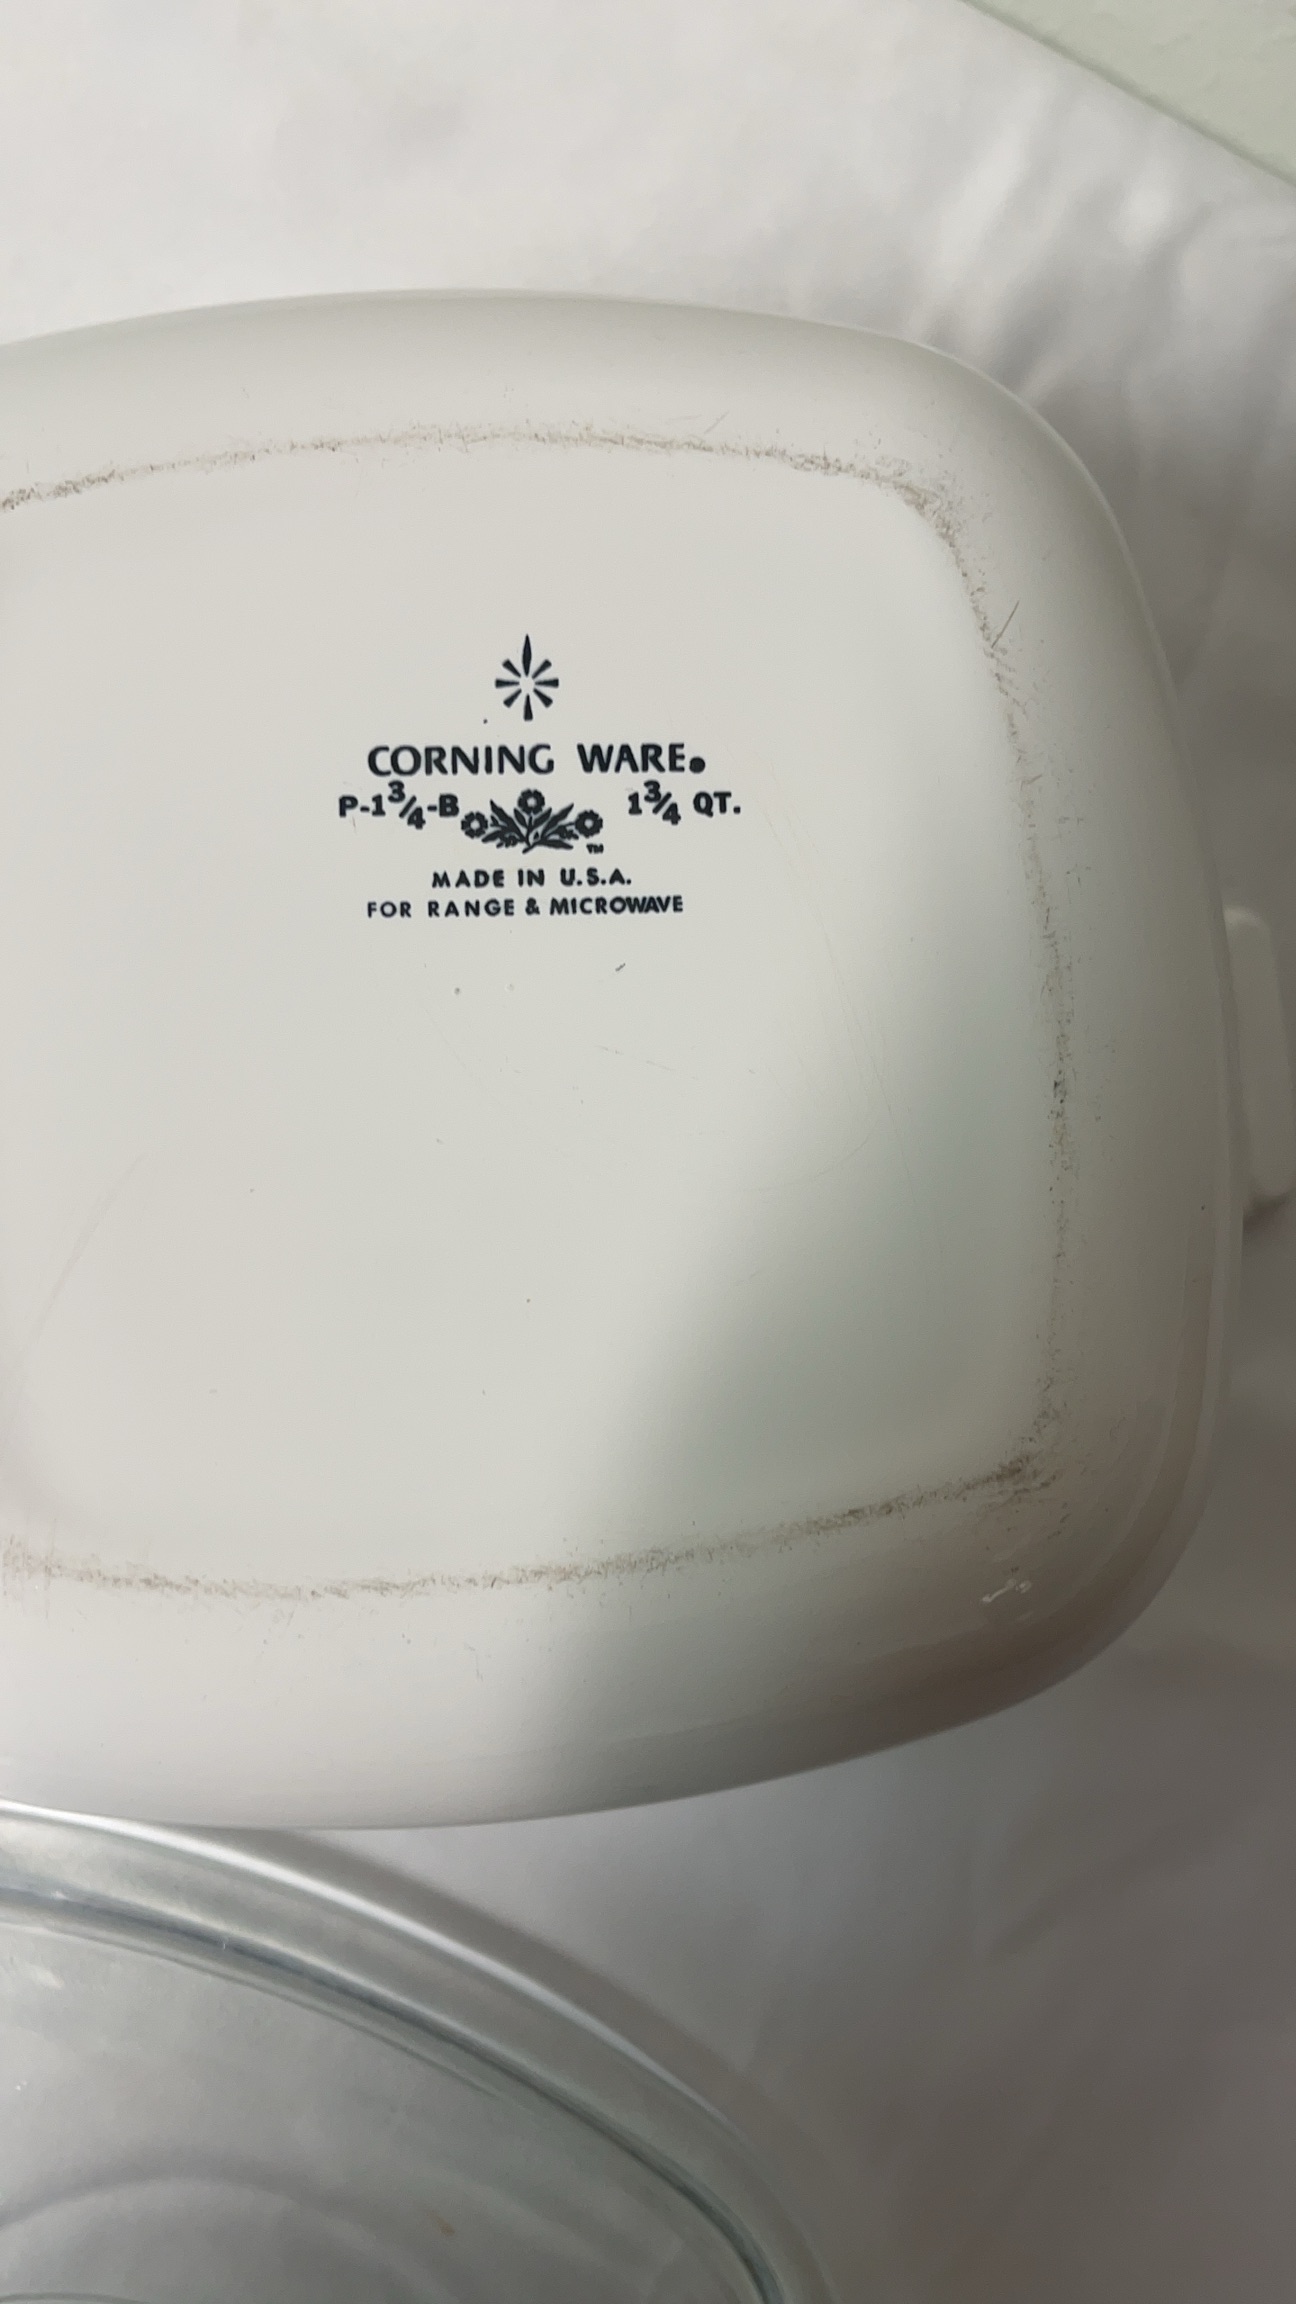 CORNING WARE®
P-1¾-B 1¾ QT.
TM
MADE IN U.S.A.
FOR RANGE & MICROWAVE